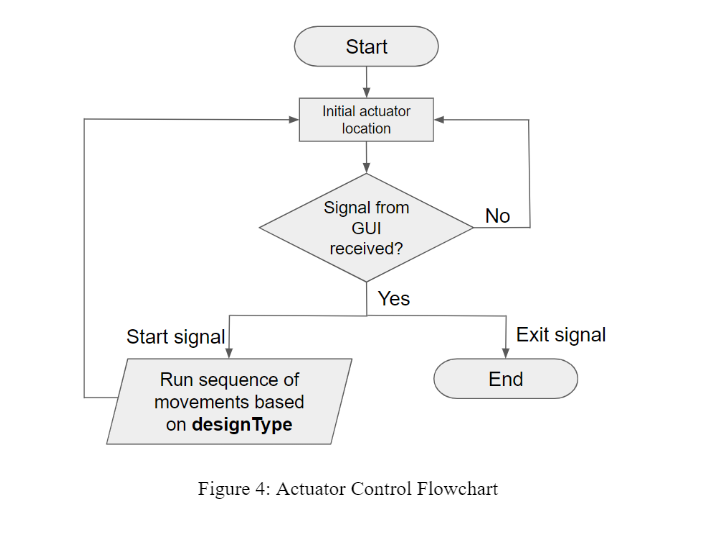 Start
Initial actuator
location
Signal from
GUI
received?
No
Yes
Start signal
Exit signal
Run sequence of
movements based
on designType
End
Figure 4: Actuator Control Flowchart